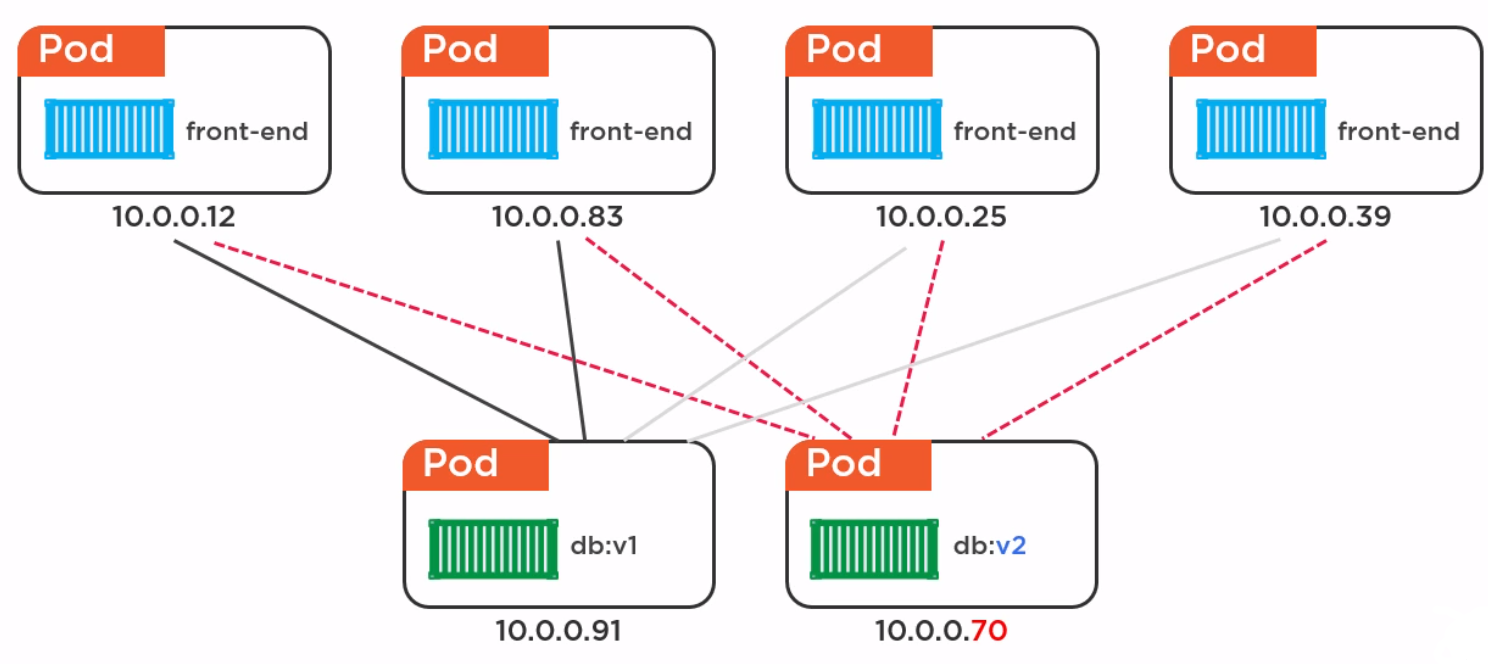 Pod
front-end
10.0.0.12
Pod
front-end
10.0.0.83
Pod
front-end
10.0.0.25
Pod
front-end
10.0.0.39
Pod
db:v1
10.0.0.91
Pod
db:v2
10.0.0.70